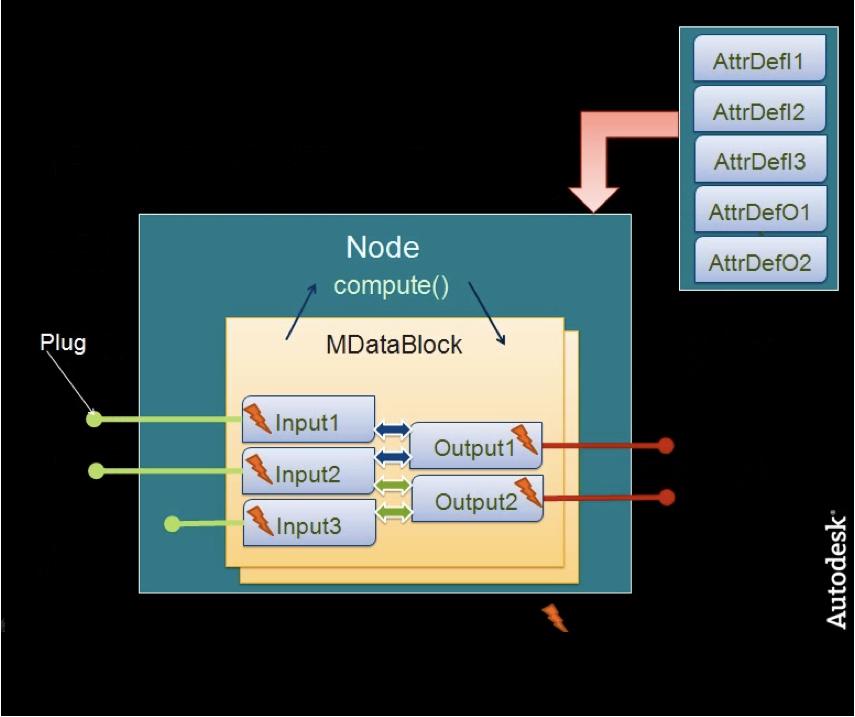 AttrDefI1
AttrDefI2
AttrDefI3
AttrDefO1
AttrDefO2
Node
compute()
MDataBlock
Plug
Input1
Input2
Input3
Output1
Output2
Autodesk